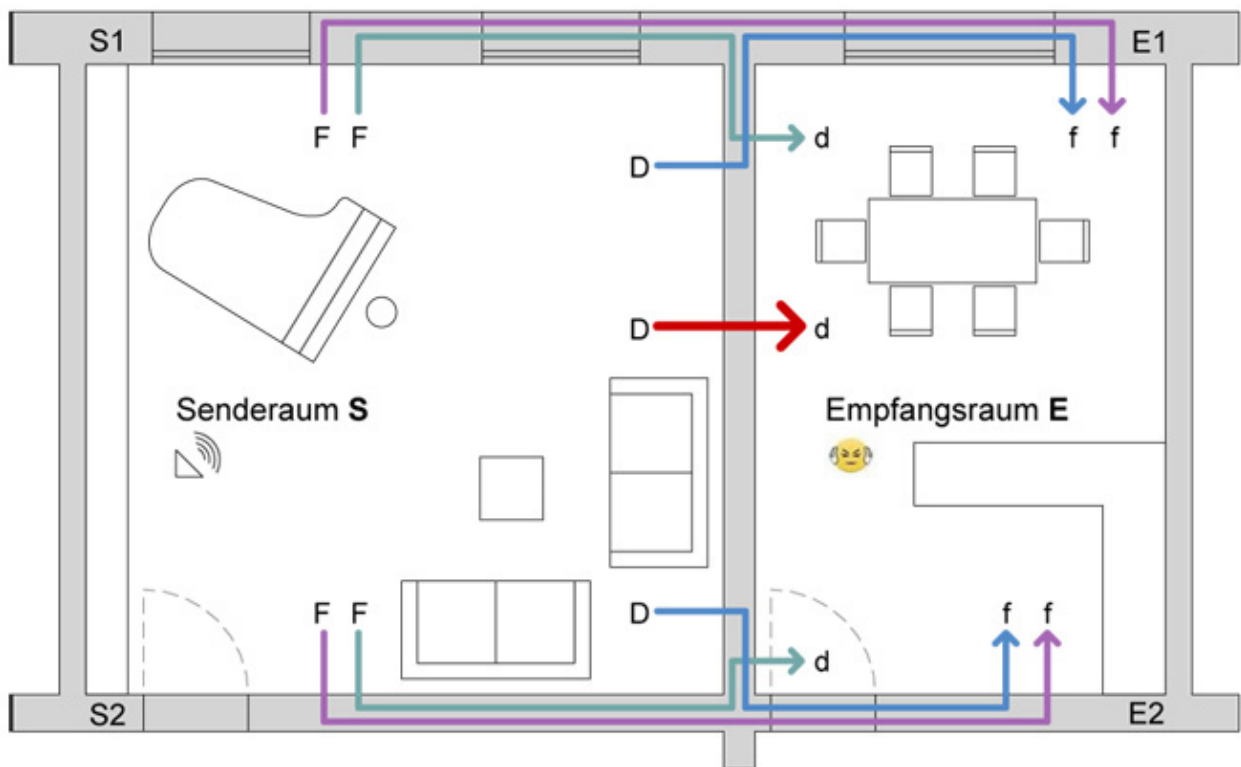 S1 E1
F F d f f
D
D d
Senderaum S Empfangsraum E
F F D f f
d
S2 E2